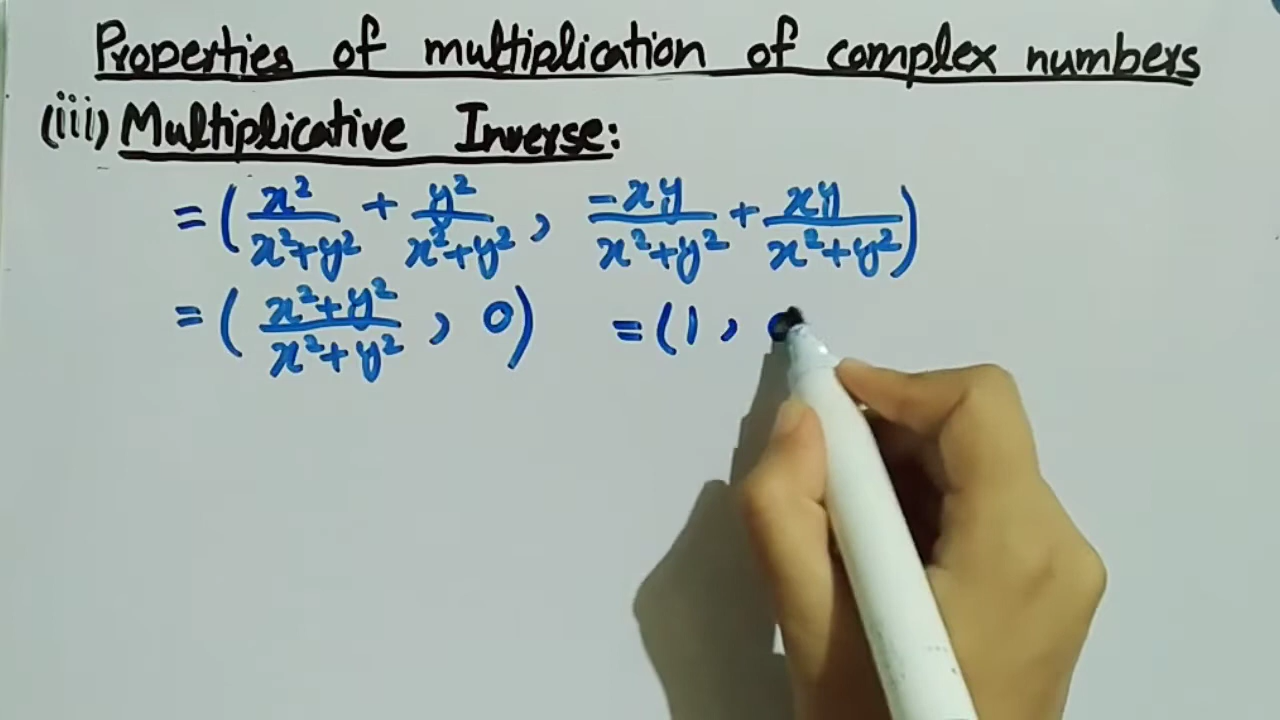 Properties of multiplication of complex numbers
(iii) Multiplicative Inverse:
= ( x²/(x²+y²) + y²/(x²+y²) , -xy/(x²+y²) + xy/(x²+y²) )
= ( (x²+y²)/(x²+y²) , 0 ) = (1 , 0